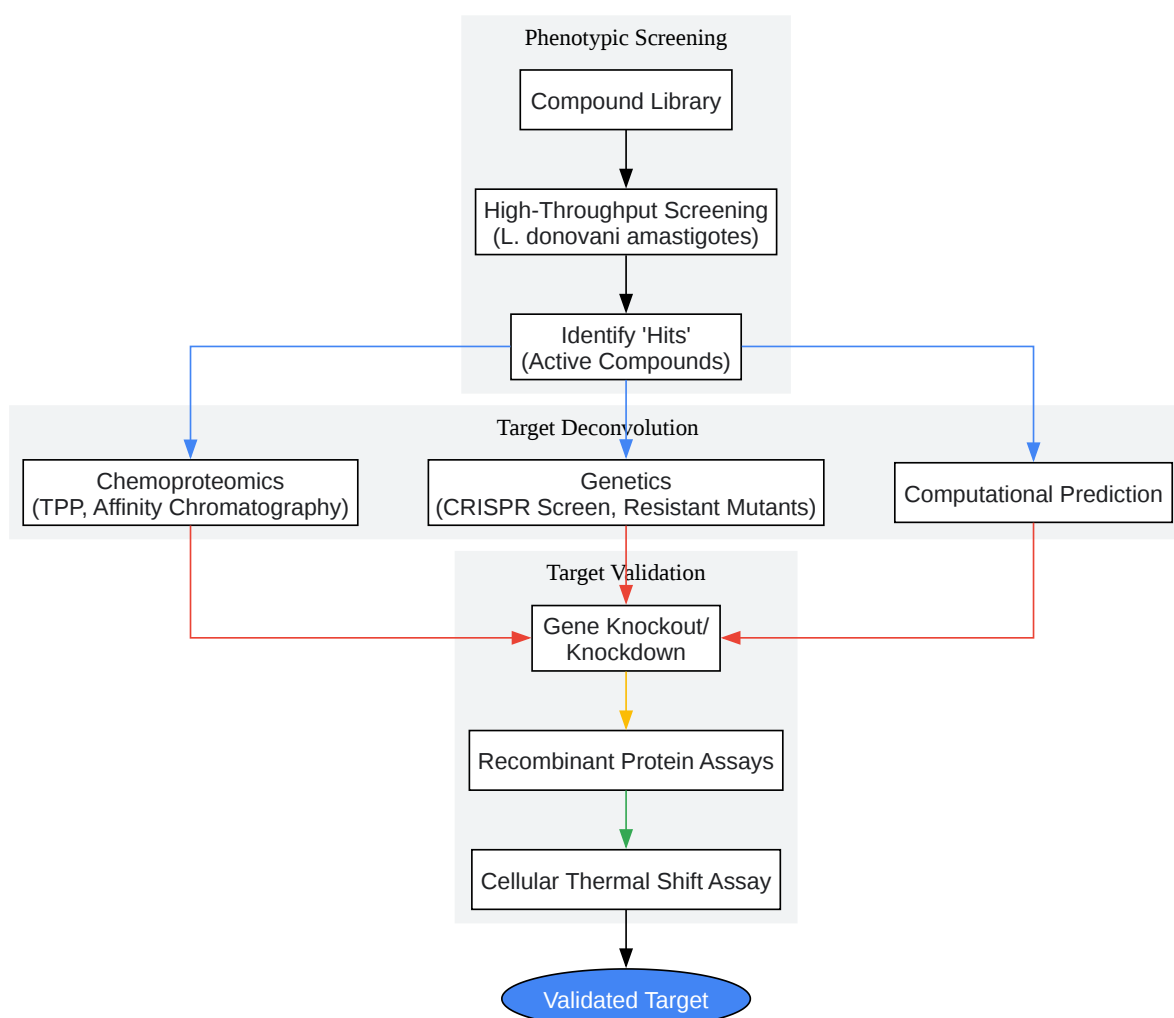 Phenotypic Screening
Compound Library
High-Throughput Screening
(L. donovani amastigotes)
Identify 'Hits'
(Active Compounds)
Target Deconvolution
Chemoproteomics
(TPP, Affinity Chromatography)
Genetics
(CRISPR Screen, Resistant Mutants)
Computational Prediction
Target Validation
Gene Knockout/
Knockdown
Recombinant Protein Assays
Cellular Thermal Shift Assay
Validated Target